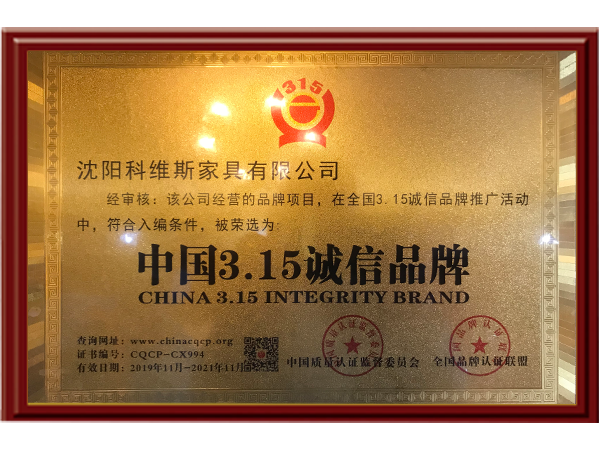 315
沈阳科维斯家具有限公司
经审核：该公司经营的品牌项目，在全国3.15诚信品牌推广活动
中，符合入编条件，被荣选为:
中国3.15诚信品牌
CHINA 3.15 INTEGRITY BRAND
查询网址：www.chinacqcp.org
证书编号：CQCP-CX994
有效日期：2019年11月-2021年11月
中国质量认证监督委员会 全国品牌认证联盟